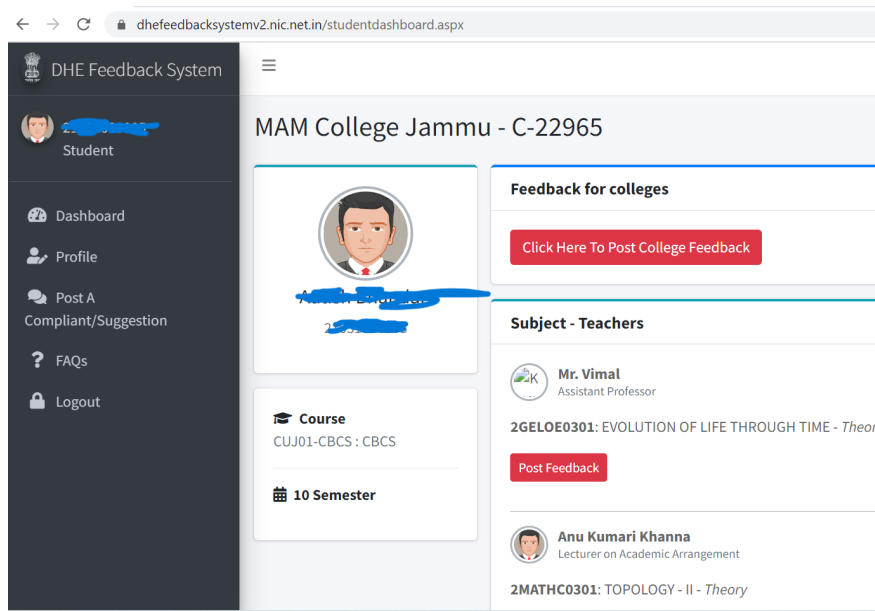 dhefeedbacksystemv2.nic.net.in/studentdashboard.aspx
DHE Feedback System
Student
Dashboard
Profile
Post A
Compliant/Suggestion
FAQs
Logout
MAM College Jammu - C-22965
Course
CUJ01-CBCS : CBCS
10 Semester
Feedback for colleges
Click Here To Post College Feedback
Subject - Teachers
Mr. Vimal
Assistant Professor
2GELOE0301: EVOLUTION OF LIFE THROUGH TIME - Theor
Post Feedback
Anu Kumari Khanna
Lecturer on Academic Arrangement
2MATHC0301: TOPOLOGY - II - Theory